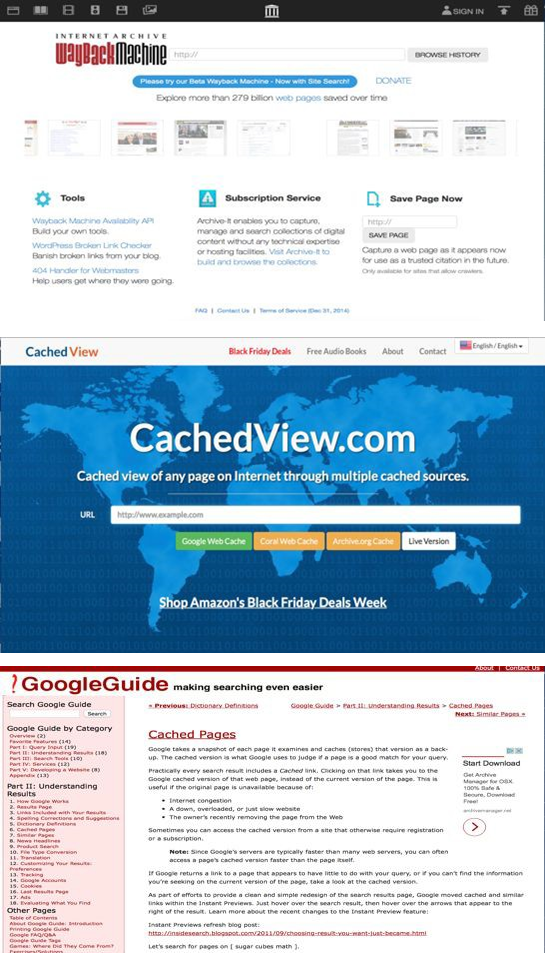 SIGN IN
INTERNET ARCHIVE
WayBackMachine
http://
BROWSE HISTORY
Please try our Beta Wayback Machine - Now with Site Search!
DONATE
Explore more than 279 billion web pages saved over time
Tools
Wayback Machine Availability API
Build your own tools.
WordPress Broken Link Checker
Banish broken links from your blog.
404 Handler for Webmasters
Help users get where they were going.
Subscription Service
Archive-It enables you to capture,
manage and search collections of digital
content without any technical expertise
or hosting facilities. Visit Archive-It to
build and browse the collections.
Save Page Now
http://
SAVE PAGE
Capture a web page as it appears now
for use as a trusted citation in the future.
Only available for sites that allow crawlers.
FAQ | Contact Us | Terms of Service (Dec 31, 2014)
CachedView
Black Friday Deals
Free Audio Books
About
Contact
English / English
CachedView.com
Cached view of any page on Internet through multiple cached sources.
URL
http://www.example.com
Google Web Cache
Coral Web Cache
Archive.org Cache
Live Version
Shop Amazon's Black Friday Deals Week
About | Contact Us
!GoogleGuide making searching even easier
Search Google Guide
Search
Google Guide by Category
Overview (2)
Favorite Features (14)
Part I: Query Input (19)
Part II: Understanding Results (18)
Part III: Search Tools (10)
Part IV: Services (12)
Part V: Developing a Website (8)
Appendix (13)
Part II: Understanding
Results
1. How Google Works
2. Results Page
3. Links Included with Your Results
4. Spelling Corrections and Suggestions
5. Dictionary Definitions
6. Cached Pages
7. Similar Pages
8. News Headlines
9. Product Search
10. File Type Conversion
11. Translation
12. Customizing Your Results:
Preferences
13. Tracking
14. Google Accounts
15. Cookies
16. Last Results Page
17. Ads
18. Evaluating What You Find
Other Pages
Table of Contents
About Google Guide: Introduction
Printing Google Guide
Google FAQ/Q&A
Google Guide Tags
Games: Where Did They Come From?
Exercises/Solutions
« Previous: Dictionary Definitions
Google Guide > Part II: Understanding Results > Cached Pages
Next: Similar Pages »
Cached Pages
Google takes a snapshot of each page it examines and caches (stores) that version as a back-
up. The cached version is what Google uses to judge if a page is a good match for your query.
Practically every search result includes a Cached link. Clicking on that link takes you to the
Google cached version of that web page, instead of the current version of the page. This is
useful if the original page is unavailable because of:
• Internet congestion
• A down, overloaded, or just slow website
• The owner's recently removing the page from the Web
Sometimes you can access the cached version from a site that otherwise require registration
or a subscription.
Note: Since Google's servers are typically faster than many web servers, you can often
access a page's cached version faster than the page itself.
If Google returns a link to a page that appears to have little to do with your query, or if you can't find the information
you're seeking on the current version of the page, take a look at the cached version.
As part of efforts to provide a clean and simple redesign of the search results page, Google moved cached and similar
links within the Instant Previews. Just hover over the search result, then hover over the arrows that appear to the
right of the result. Learn more about the recent changes to the Instant Preview feature:
Instant Previews refresh blog post:
http://insidesearch.blogspot.com/2011/09/choosing-result-you-want-just-became.html
Let's search for pages on [ sugar cubes math ].
Start Download
Get Archive
Manager for OSX.
100% Safe &
Secure, Download
Free!
archivemanager.net